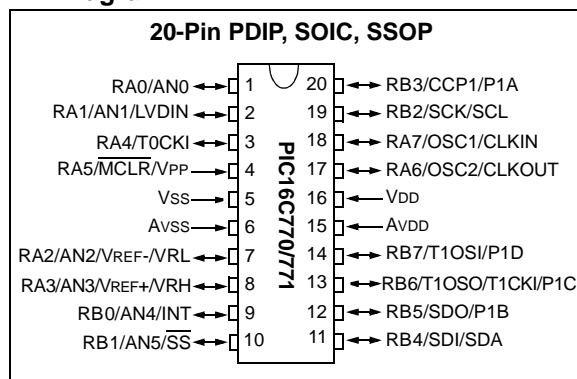 20-Pin PDIP, SOIC, SSOP
RA0/AN0 1 20 RB3/CCP1/P1A
RA1/AN1/LVDIN 2 19 RB2/SCK/SCL
RA4/T0CKI 3 18 RA7/OSC1/CLKIN
RA5/MCLR/VPP 4 17 RA6/OSC2/CLKOUT
VSS 5 16 VDD
AVSS 6 15 AVDD
RA2/AN2/VREF-/VRL 7 14 RB7/T1OSI/P1D
RA3/AN3/VREF+/VRH 8 13 RB6/T1OSO/T1CKI/P1C
RB0/AN4/INT 9 12 RB5/SDO/P1B
RB1/AN5/SS 10 11 RB4/SDI/SDA
PIC16C770/771